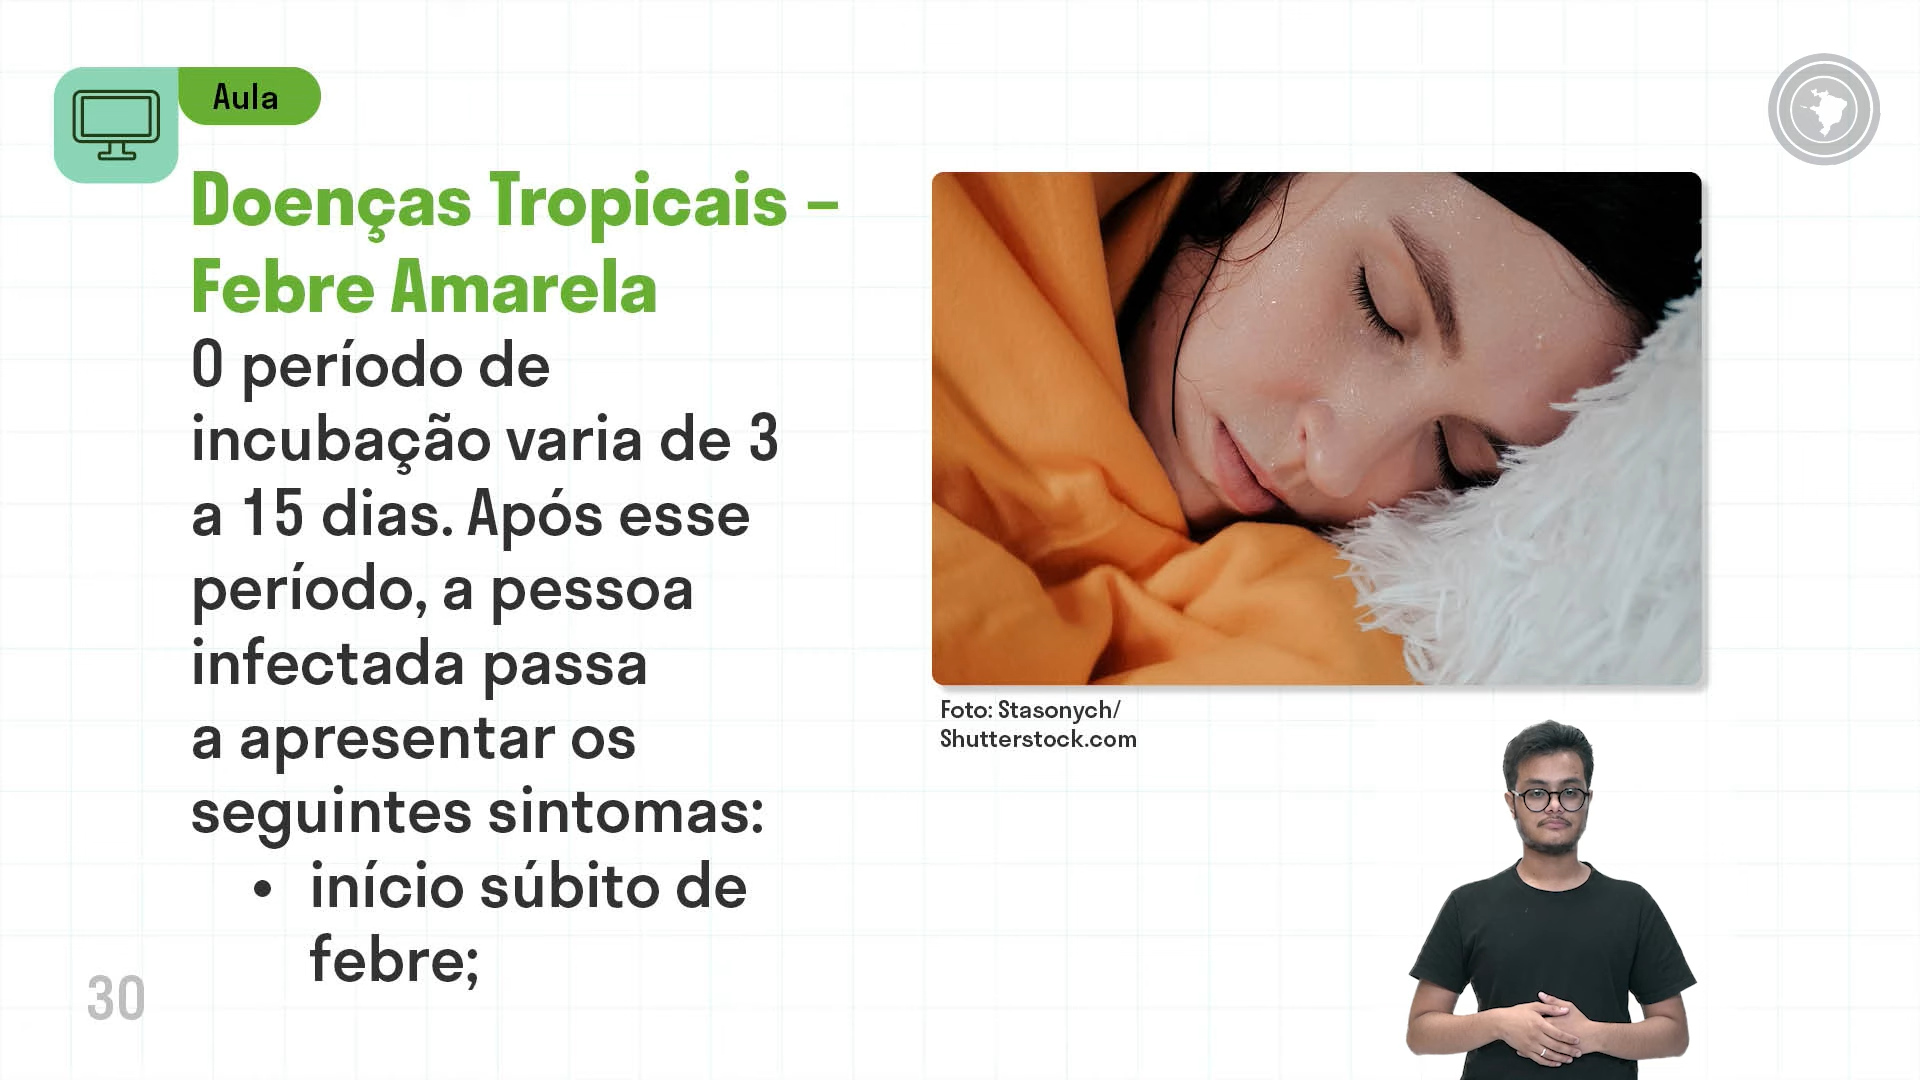 Aula
Doenças Tropicais –
Febre Amarela
O período de
incubação varia de 3
a 15 dias. Após esse
período, a pessoa
infectada passa
a apresentar os
seguintes sintomas:
• início súbito de
febre;
Foto: Stasonych/
Shutterstock.com
30